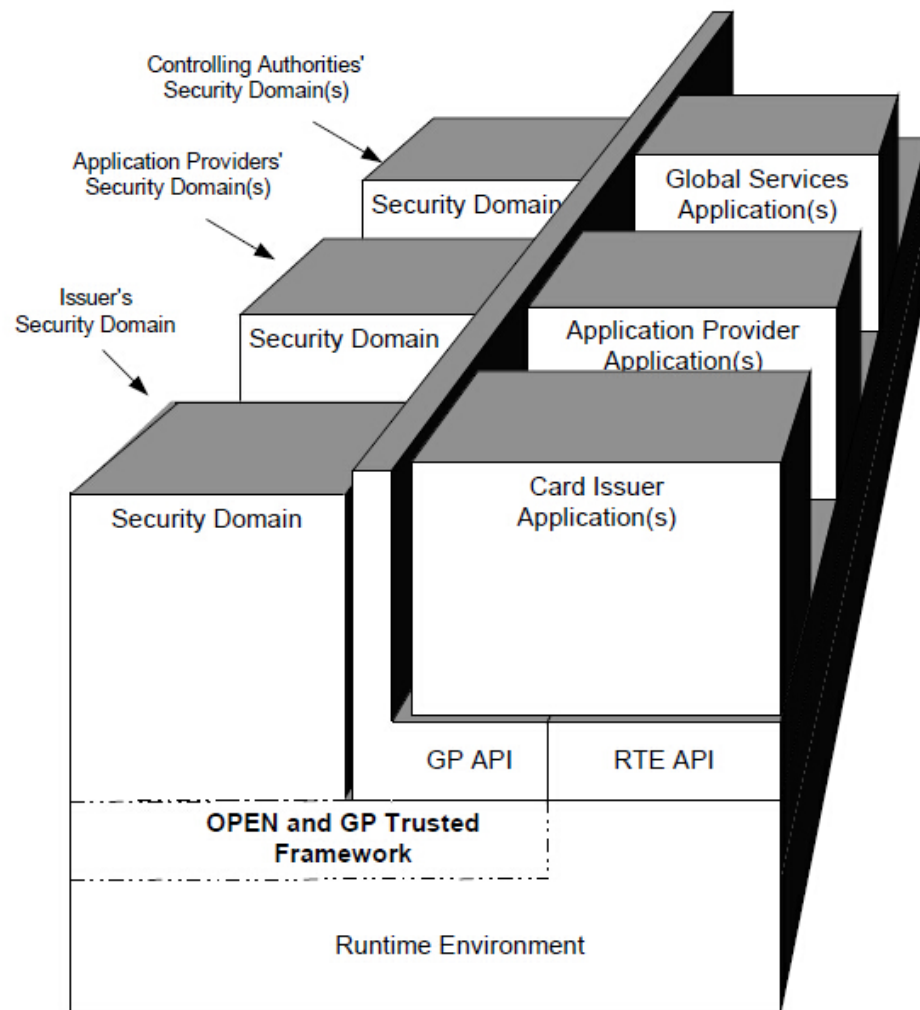 Controlling Authorities'
Security Domain(s)
Application Providers'
Security Domain(s)
Issuer's
Security Domain
Security Domain
Security Domain
Security Domain
Global Services
Application(s)
Application Provider
Application(s)
Card Issuer
Application(s)
GP API
RTE API
OPEN and GP Trusted
Framework
Runtime Environment